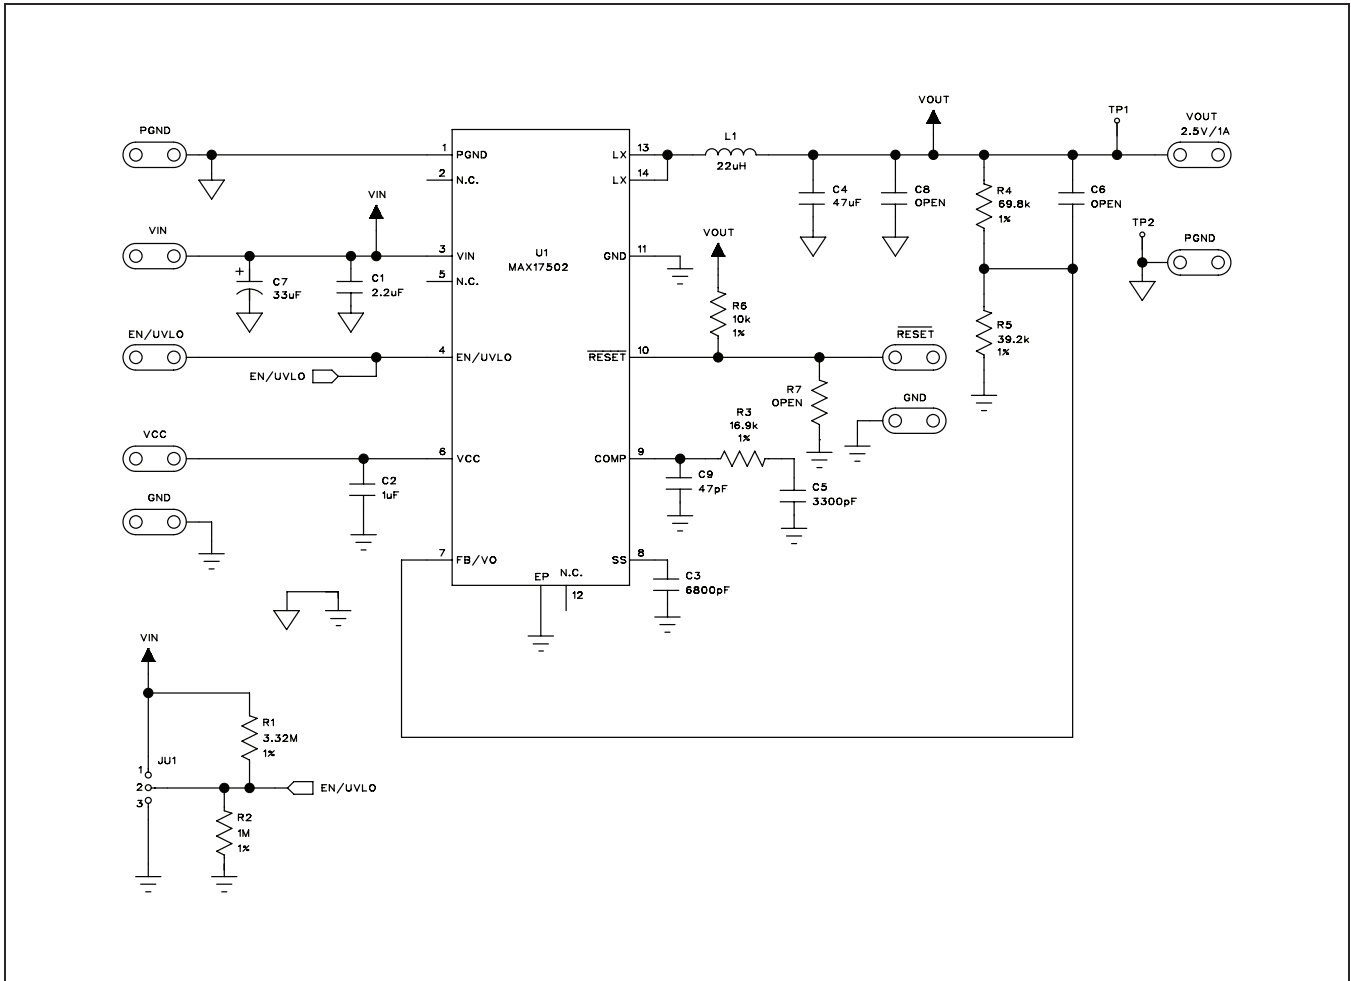 VOUT
TP1
VOUT
2.5V/1A
PGND
1
PGND
2
N.C.
LX
13
LX
14
L1
22uH
C4
47uF
C8
OPEN
R4
69.8k
1%
C6
OPEN
TP2
PGND
VIN
VIN
3
VIN
5
N.C.
+
C7
33uF
C1
2.2uF
U1
MAX17502
GND
11
VOUT
R6
10k
1%
R5
39.2k
1%
EN/UVLO
4
EN/UVLO
EN/UVLO
RESET
10
RESET
R7
OPEN
GND
R3
16.9k
1%
VCC
6
VCC
COMP
9
C9
47pF
C5
3300pF
C2
1uF
GND
7
FB/VO
SS
8
EP
N.C.
12
C3
6800pF
VIN
R1
3.32M
1%
JU1
1
2
3
EN/UVLO
R2
1M
1%